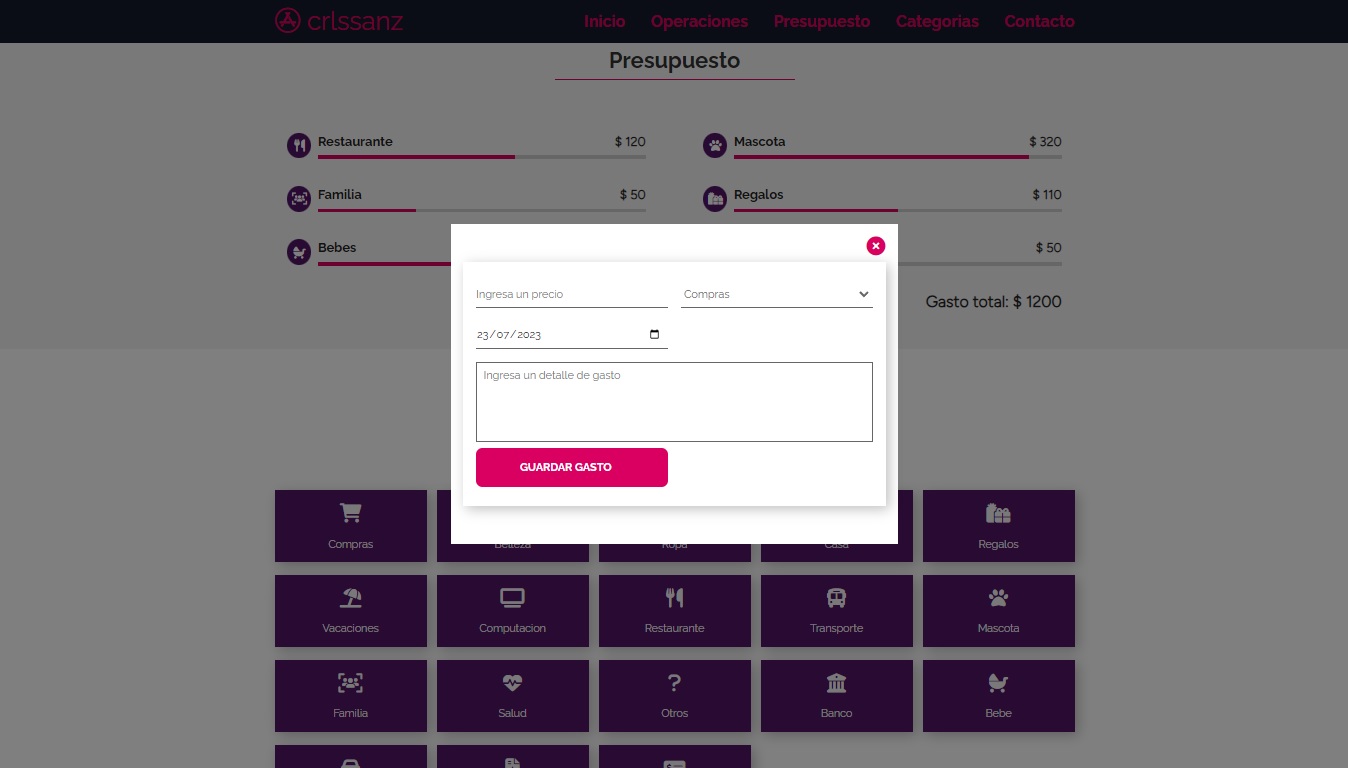 crlssanz Inicio Operaciones Presupuesto Categorias Contacto
Presupuesto
Restaurante $ 120
Mascota $ 320
Familia $ 50
Regalos $ 110
Bebes
$ 50
Gasto total: $ 1200
Ingresa un precio Compras
23/07/2023
Ingresa un detalle de gasto
GUARDAR GASTO
Compras Belleza Ropa Casa Regalos
Vacaciones Computacion Restaurante Transporte Mascota
Familia Salud Otros Banco Bebe